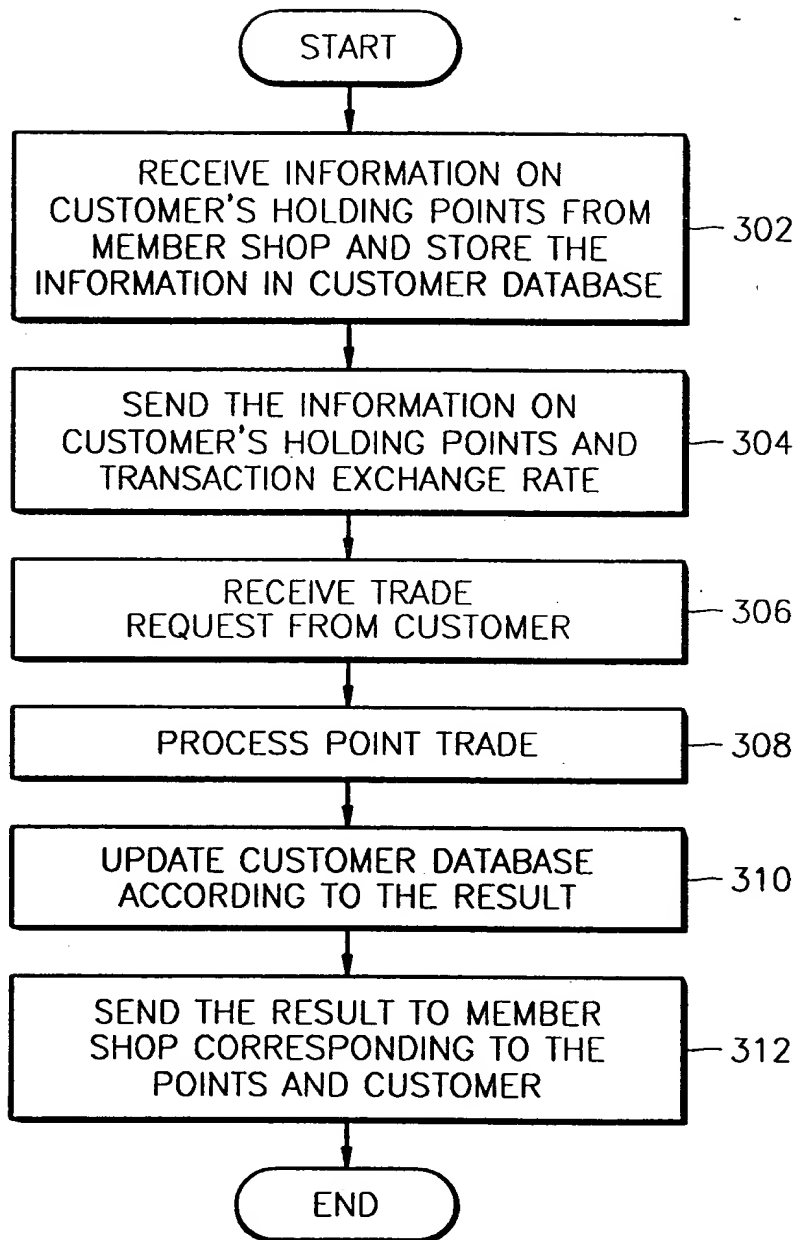 START
RECEIVE INFORMATION ON
CUSTOMER'S HOLDING POINTS FROM
MEMBER SHOP AND STORE THE
INFORMATION IN CUSTOMER DATABASE
302
SEND THE INFORMATION ON
CUSTOMER'S HOLDING POINTS AND
TRANSACTION EXCHANGE RATE
304
RECEIVE TRADE
REQUEST FROM CUSTOMER
306
PROCESS POINT TRADE
308
UPDATE CUSTOMER DATABASE
ACCORDING TO THE RESULT
310
SEND THE RESULT TO MEMBER
SHOP CORRESPONDING TO THE
POINTS AND CUSTOMER
312
END